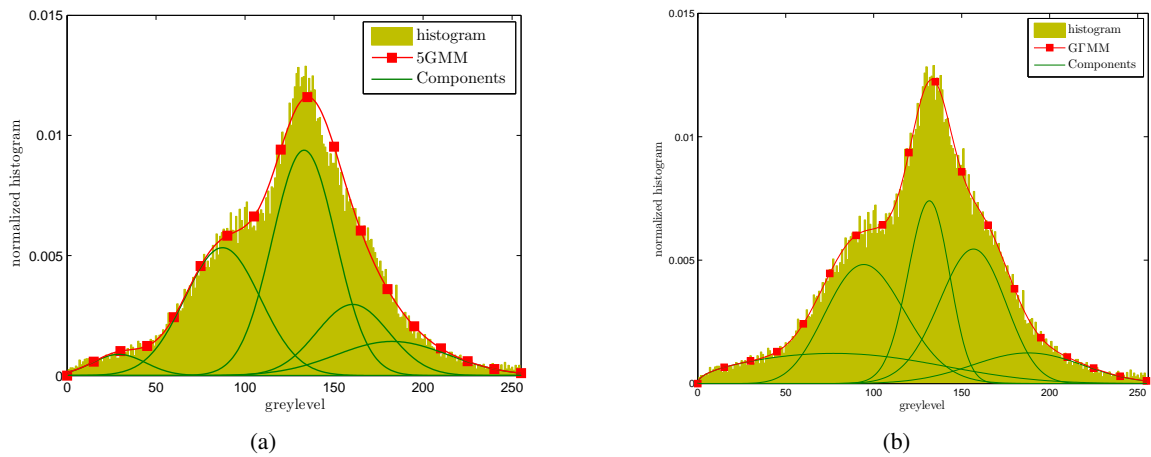 0.015
0.01
0.005
0
0 50 100 150 200 250
normalized histogram
greylevel
histogram
5GMM
Components
(a)
0.015
0.01
0.005
0
0 50 100 150 200 250
normalized histogram
greylevel
histogram
GΓMM
Components
(b)